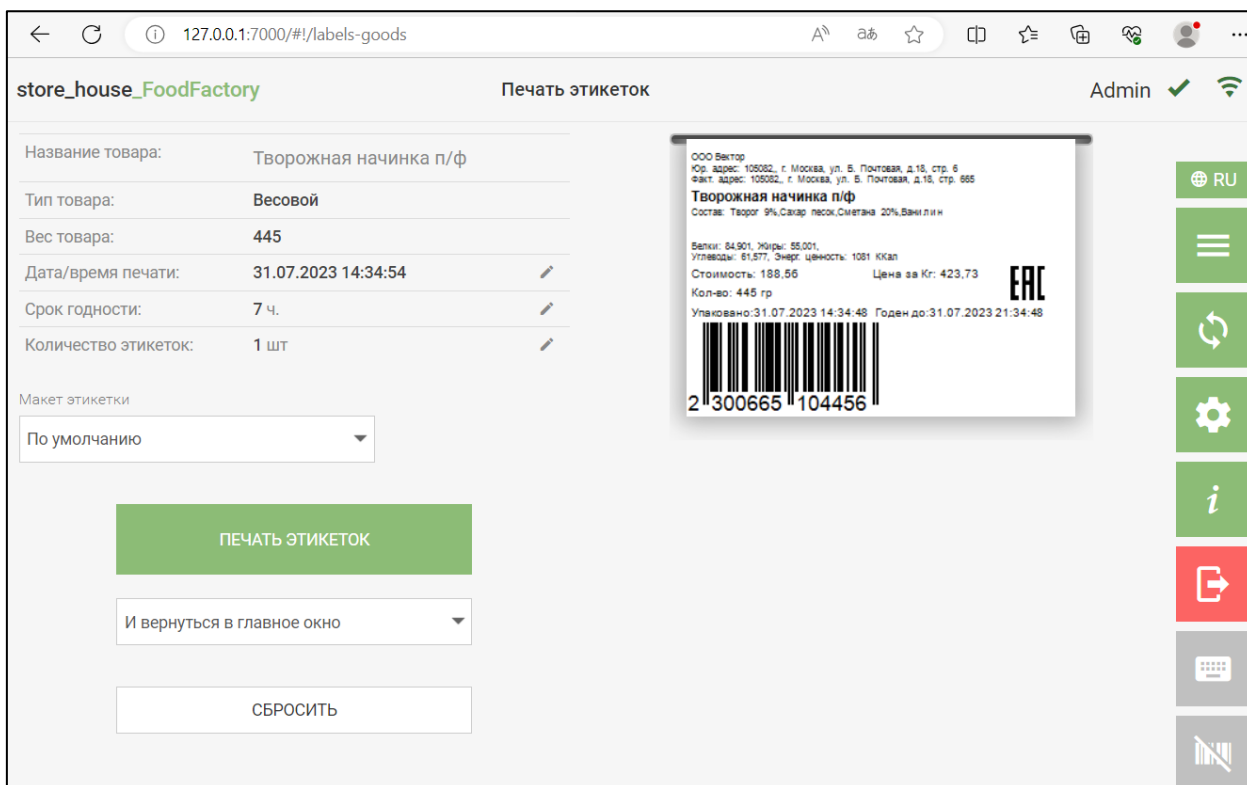 127.0.0.1:7000/#!/labels-goods
store_house_FoodFactory
Печать этикеток
Admin
Название товара: Творожная начинка п/ф
Тип товара: Весовой
Вес товара: 445
Дата/время печати: 31.07.2023 14:34:54
Срок годности: 7 ч.
Количество этикеток: 1 шт
Макет этикетки
По умолчанию
ПЕЧАТЬ ЭТИКЕТОК
И вернуться в главное окно
СБРОСИТЬ
ООО Вектор
Юр. адрес: 105082,, г. Москва, ул. Б. Почтовая, д.18, стр. 6
Факт. адрес: 105082,, г. Москва, ул. Б. Почтовая, д.18, стр. 665
Творожная начинка п/ф
Состав: Творог 9%,Сахар песок,Сметана 20%,Ванилин
Белки: 84,901, Жиры: 55,001,
Углеводы: 61,577, Энерг. ценность: 1081 ККал
Стоимость: 188,56 Цена за Кг: 423,73
Кол-во: 445 гр
EAC
Упаковано:31.07.2023 14:34:48 Годен до:31.07.2023 21:34:48
2 300665 104456
RU